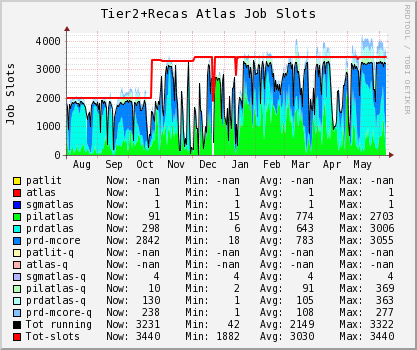 Tier2+Recas Atlas Job Slots
RRDTOOL / TOBI OETIKER
Job Slots
4000
3000
2000
1000
0
Aug Sep Oct Nov Dec Jan Feb Mar Apr May
patlit Now: -nan Min: -nan Avg: -nan Max: -nan
atlas Now: 1 Min: 1 Avg: 1 Max: 1
sgmatlas Now: 1 Min: 1 Avg: 1 Max: 1
pilatlas Now: 91 Min: 15 Avg: 774 Max: 2703
prdatlas Now: 298 Min: 6 Avg: 643 Max: 3006
prd-mcore Now: 2842 Min: 18 Avg: 783 Max: 3055
patlit-q Now: -nan Min: -nan Avg: -nan Max: -nan
atlas-q Now: -nan Min: -nan Avg: -nan Max: -nan
sgmatlas-q Now: 4 Min: 4 Avg: 4 Max: 4
pilatlas-q Now: 10 Min: 2 Avg: 91 Max: 369
prdatlas-q Now: 130 Min: 1 Avg: 105 Max: 363
prd-mcore-q Now: 238 Min: 1 Avg: 108 Max: 277
Tot running Now: 3231 Min: 42 Avg: 2149 Max: 3322
Tot-slots Now: 3440 Min: 1882 Avg: 3030 Max: 3440